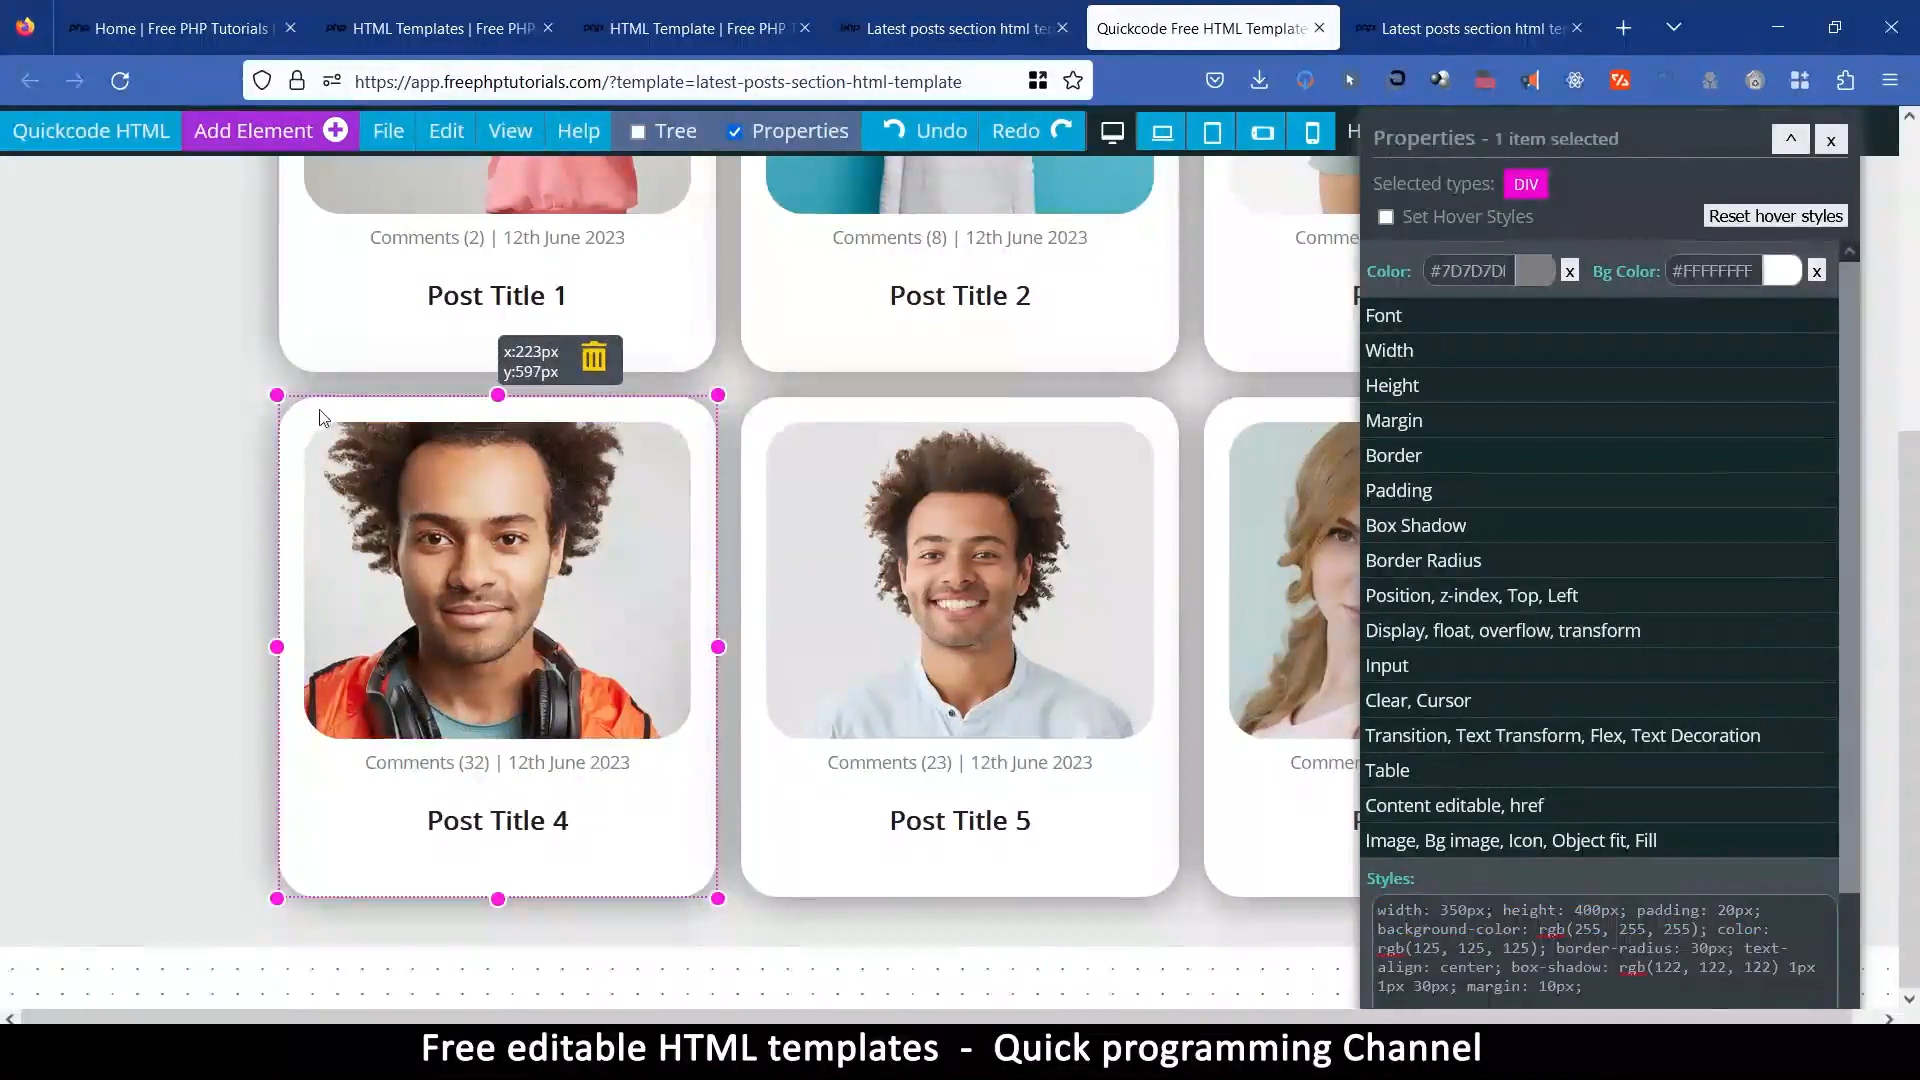 Home | Free PHP Tutorials
HTML Templates | Free PHP
HTML Template | Free PHP T
Latest posts section html te
Quickcode Free HTML Template
Latest posts section html te
https://app.freephptutorials.com/?template=latest-posts-section-html-template
Quickcode HTML
Add Element
File
Edit
View
Help
Tree
Properties
Undo
Redo
H
Properties - 1 item selected
^
x
Selected types: DIV
Set Hover Styles
Reset hover styles
Color: #7D7D7D x Bg Color: #FFFFFFFF x
Font
Width
Height
Margin
Border
Padding
Box Shadow
Border Radius
Position, z-index, Top, Left
Display, float, overflow, transform
Input
Clear, Cursor
Transition, Text Transform, Flex, Text Decoration
Table
Content editable, href
Image, Bg image, Icon, Object fit, Fill
Styles:
width: 350px; height: 400px; padding: 20px;
background-color: rgb(255, 255, 255); color:
rgb(125, 125, 125); border-radius: 30px; text-
align: center; box-shadow: rgb(122, 122, 122) 1px
1px 30px; margin: 10px;
Comments (2) | 12th June 2023
Post Title 1
Comments (8) | 12th June 2023
Post Title 2
Comme
x:223px
y:597px
Comments (32) | 12th June 2023
Post Title 4
Comments (23) | 12th June 2023
Post Title 5
Comme
Free editable HTML templates - Quick programming Channel